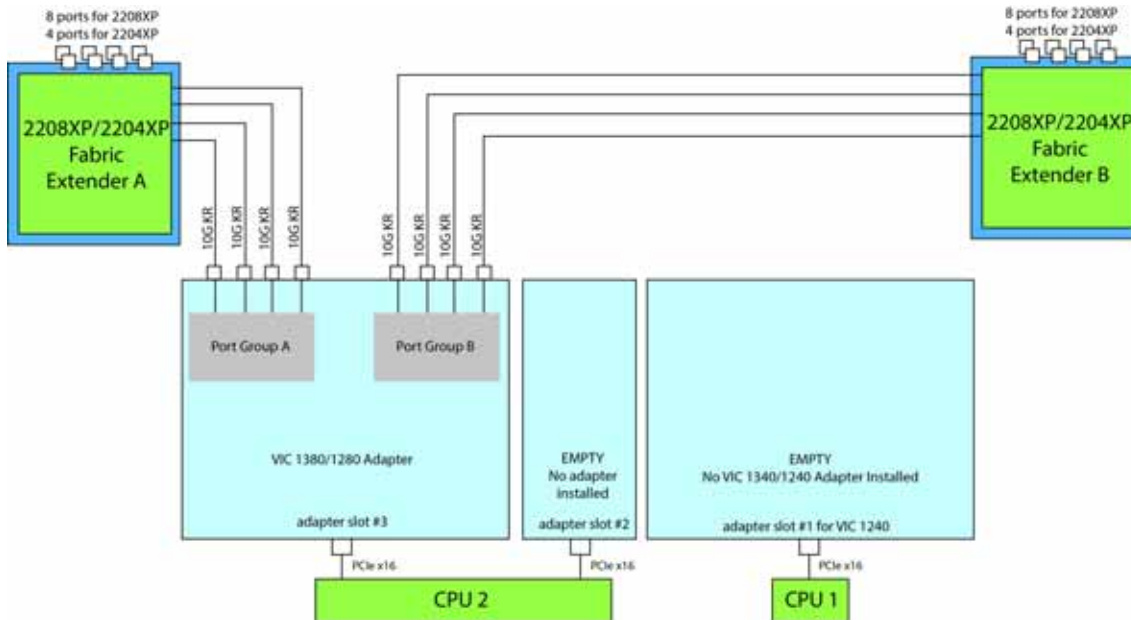 8 ports for 2208XP
4 ports for 2204XP
8 ports for 2208XP
4 ports for 2204XP
2208XP/2204XP
Fabric
Extender A
2208XP/2204XP
Fabric
Extender B
10G KR
10G KR
10G KR
10G KR
10G KR
10G KR
10G KR
10G KR
Port Group A
Port Group B
VIC 1380/1280 Adapter
adapter slot #3
EMPTY
No adapter
installed
adapter slot #2
EMPTY
No VIC 1340/1240 Adapter Installed
adapter slot #1 for VIC 1240
PCIe x16
PCIe x16
PCIe x16
CPU 2
CPU 1